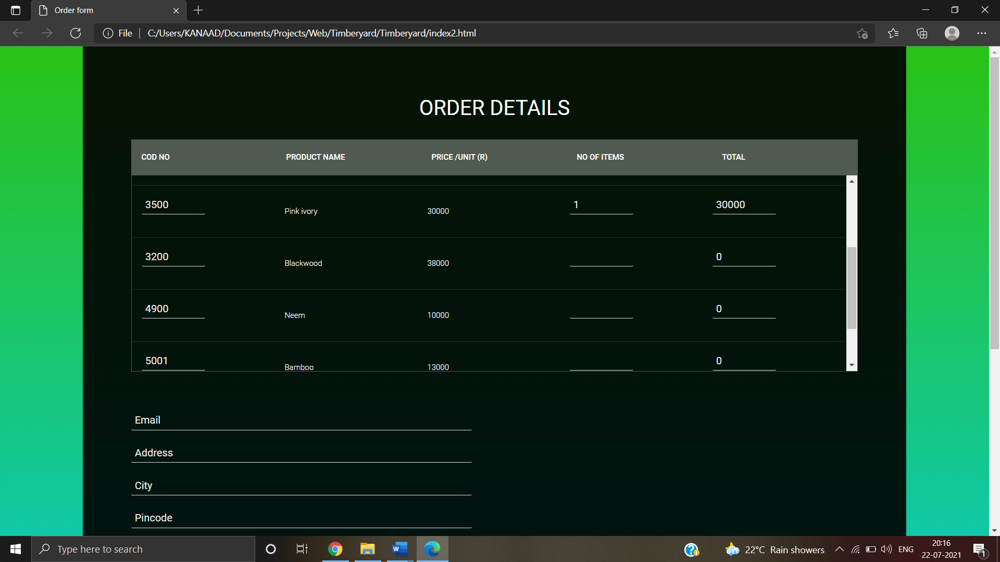 Order form
File C:/Users/KANAAD/Documents/Projects/Web/Timberyard/Timberyard/index2.html
ORDER DETAILS
COD NO PRODUCT NAME PRICE /UNIT (R) NO OF ITEMS TOTAL
3500 Pink ivory 30000 1 30000
3200 Blackwood 38000 0
4900 Neem 10000 0
5001 Bamboo 13000 0
Email
Address
City
Pincode
Type here to search
W
22°C Rain showers
ENG
20:16
22-07-2021
1